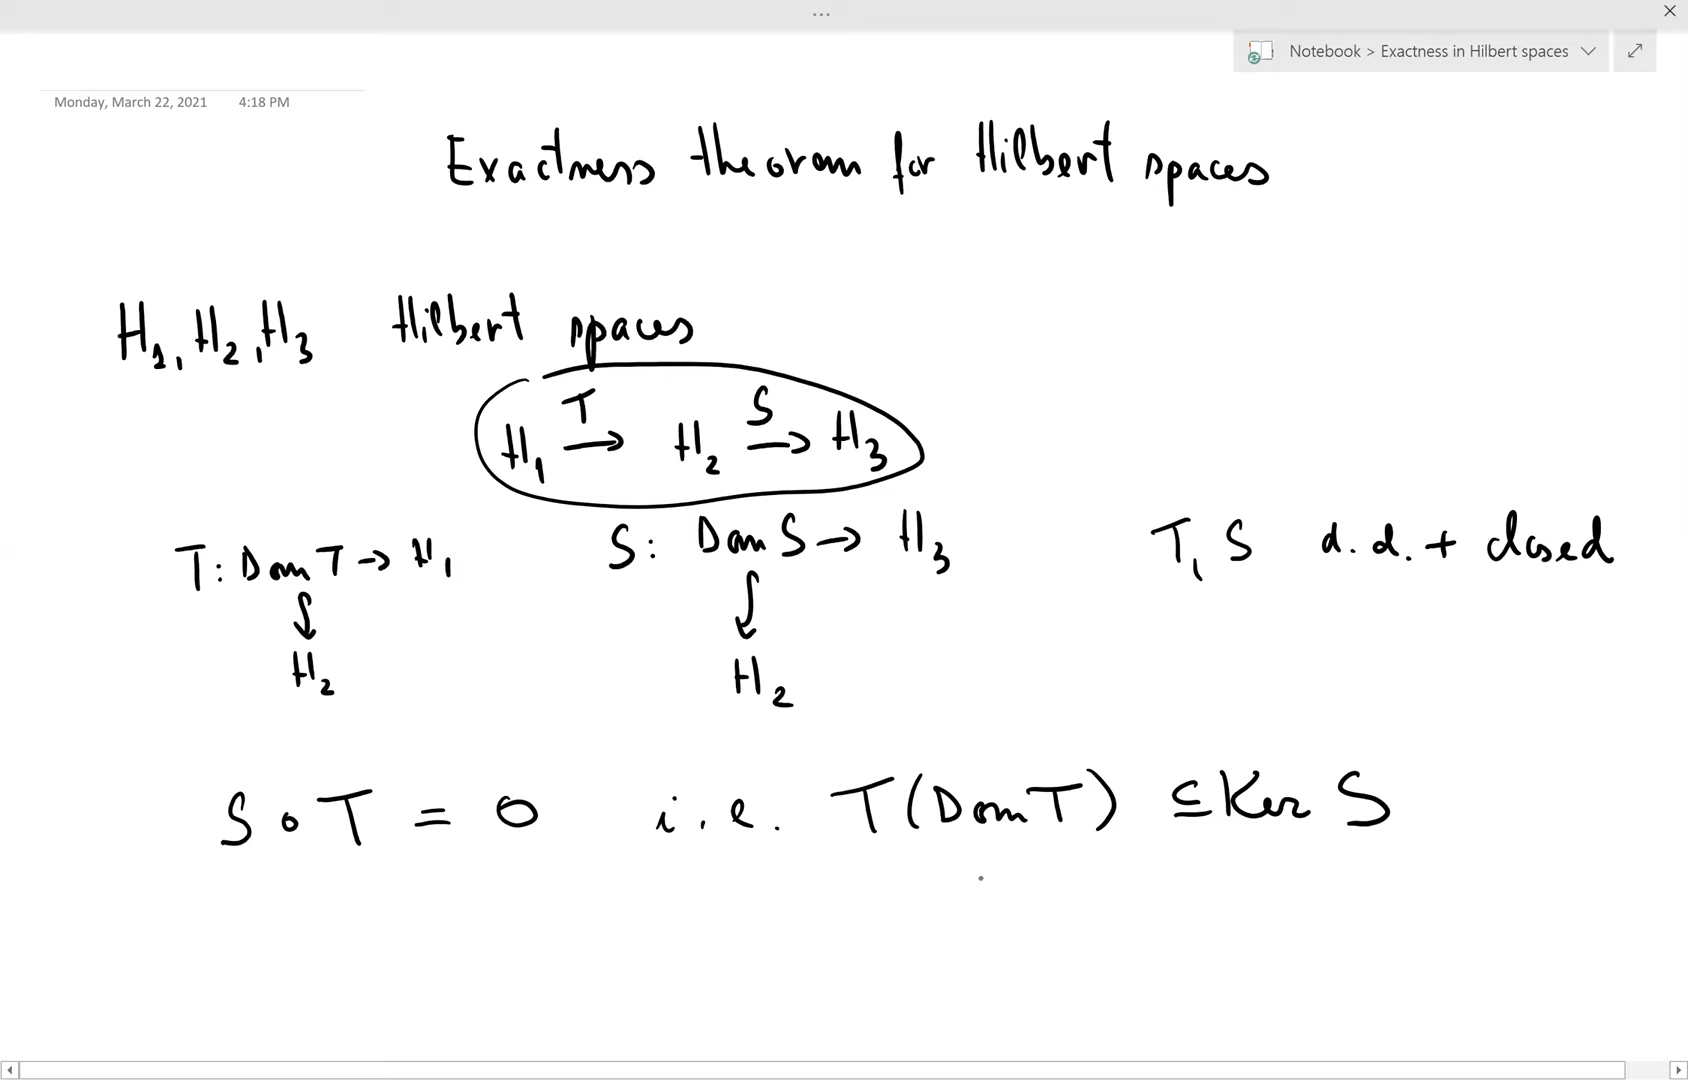 ...
Notebook > Exactness in Hilbert spaces
Monday, March 22, 2021 4:18 PM
Exactness theorem for Hilbert spaces
H₁, H₂, H₃ Hilbert spaces
H₁ →ᵀ H₂ →ˢ H₃
T: Dom T → H₁ S: Dom S → H₃ T, S d.d. + closed
H₂ H₂
S ∘ T = 0 i.e. T(Dom T) ⊆ Ker S